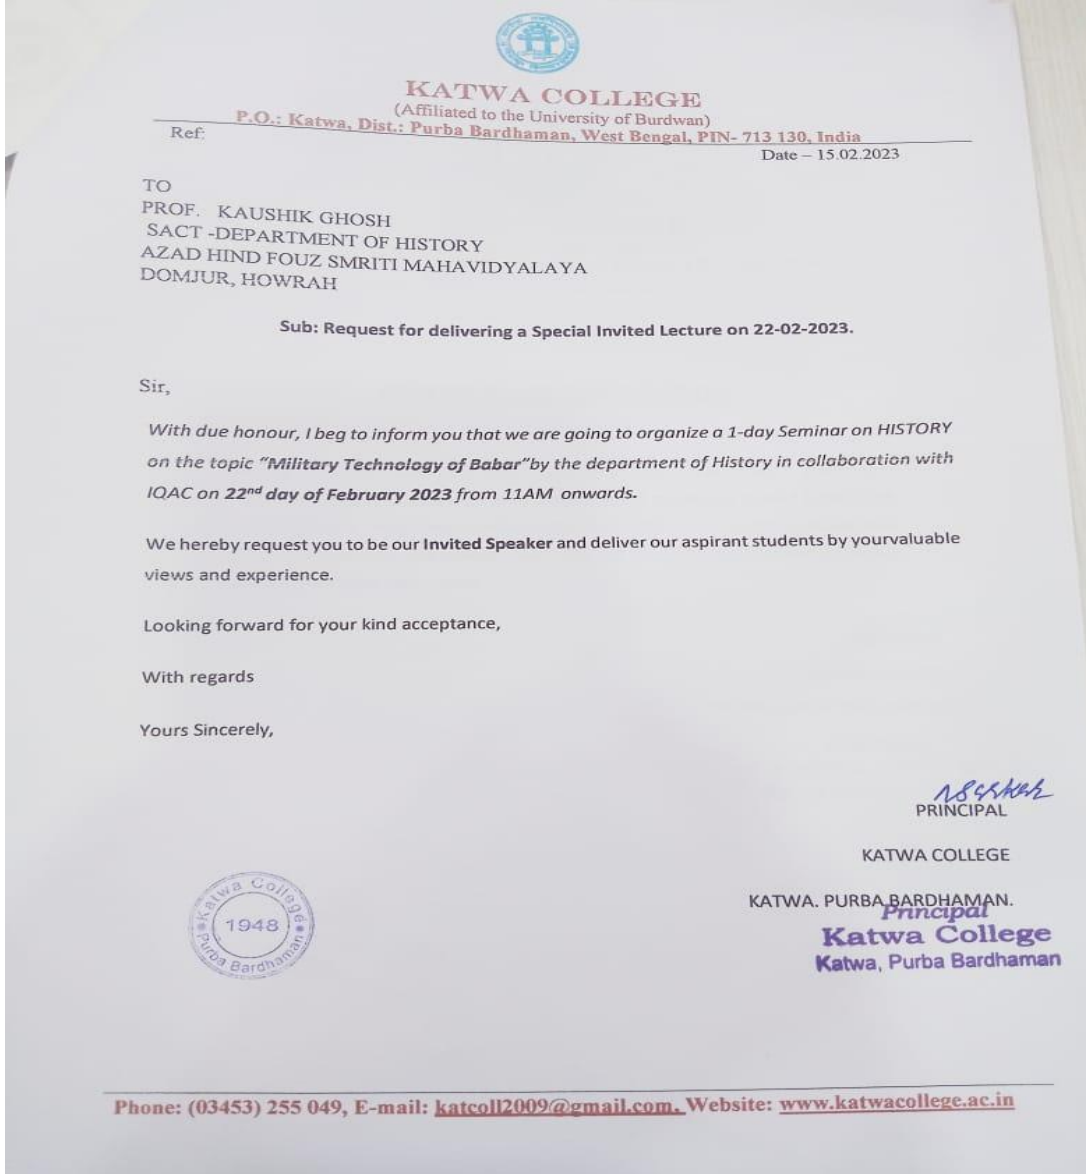 KATWA COLLEGE
(Affiliated to the University of Burdwan)
P.O.: Katwa, Dist.: Purba Bardhaman, West Bengal, PIN- 713 130, India
Ref:
Date – 15.02.2023
TO
PROF. KAUSHIK GHOSH
SACT -DEPARTMENT OF HISTORY
AZAD HIND FOUZ SMRITI MAHAVIDYALAYA
DOMJUR, HOWRAH
Sub: Request for delivering a Special Invited Lecture on 22-02-2023.
Sir,
With due honour, I beg to inform you that we are going to organize a 1-day Seminar on HISTORY
on the topic “Military Technology of Babar”by the department of History in collaboration with
IQAC on 22nd day of February 2023 from 11AM onwards.
We hereby request you to be our Invited Speaker and deliver our aspirant students by yourvaluable
views and experience.
Looking forward for your kind acceptance,
With regards
Yours Sincerely,
PRINCIPAL
KATWA COLLEGE
KATWA. PURBA BARDHAMAN.
Principal
Katwa College
Katwa, Purba Bardhaman
Katwa College
1948
Purba Bardhaman
Phone: (03453) 255 049, E-mail: katcoll2009@gmail.com, Website: www.katwacollege.ac.in